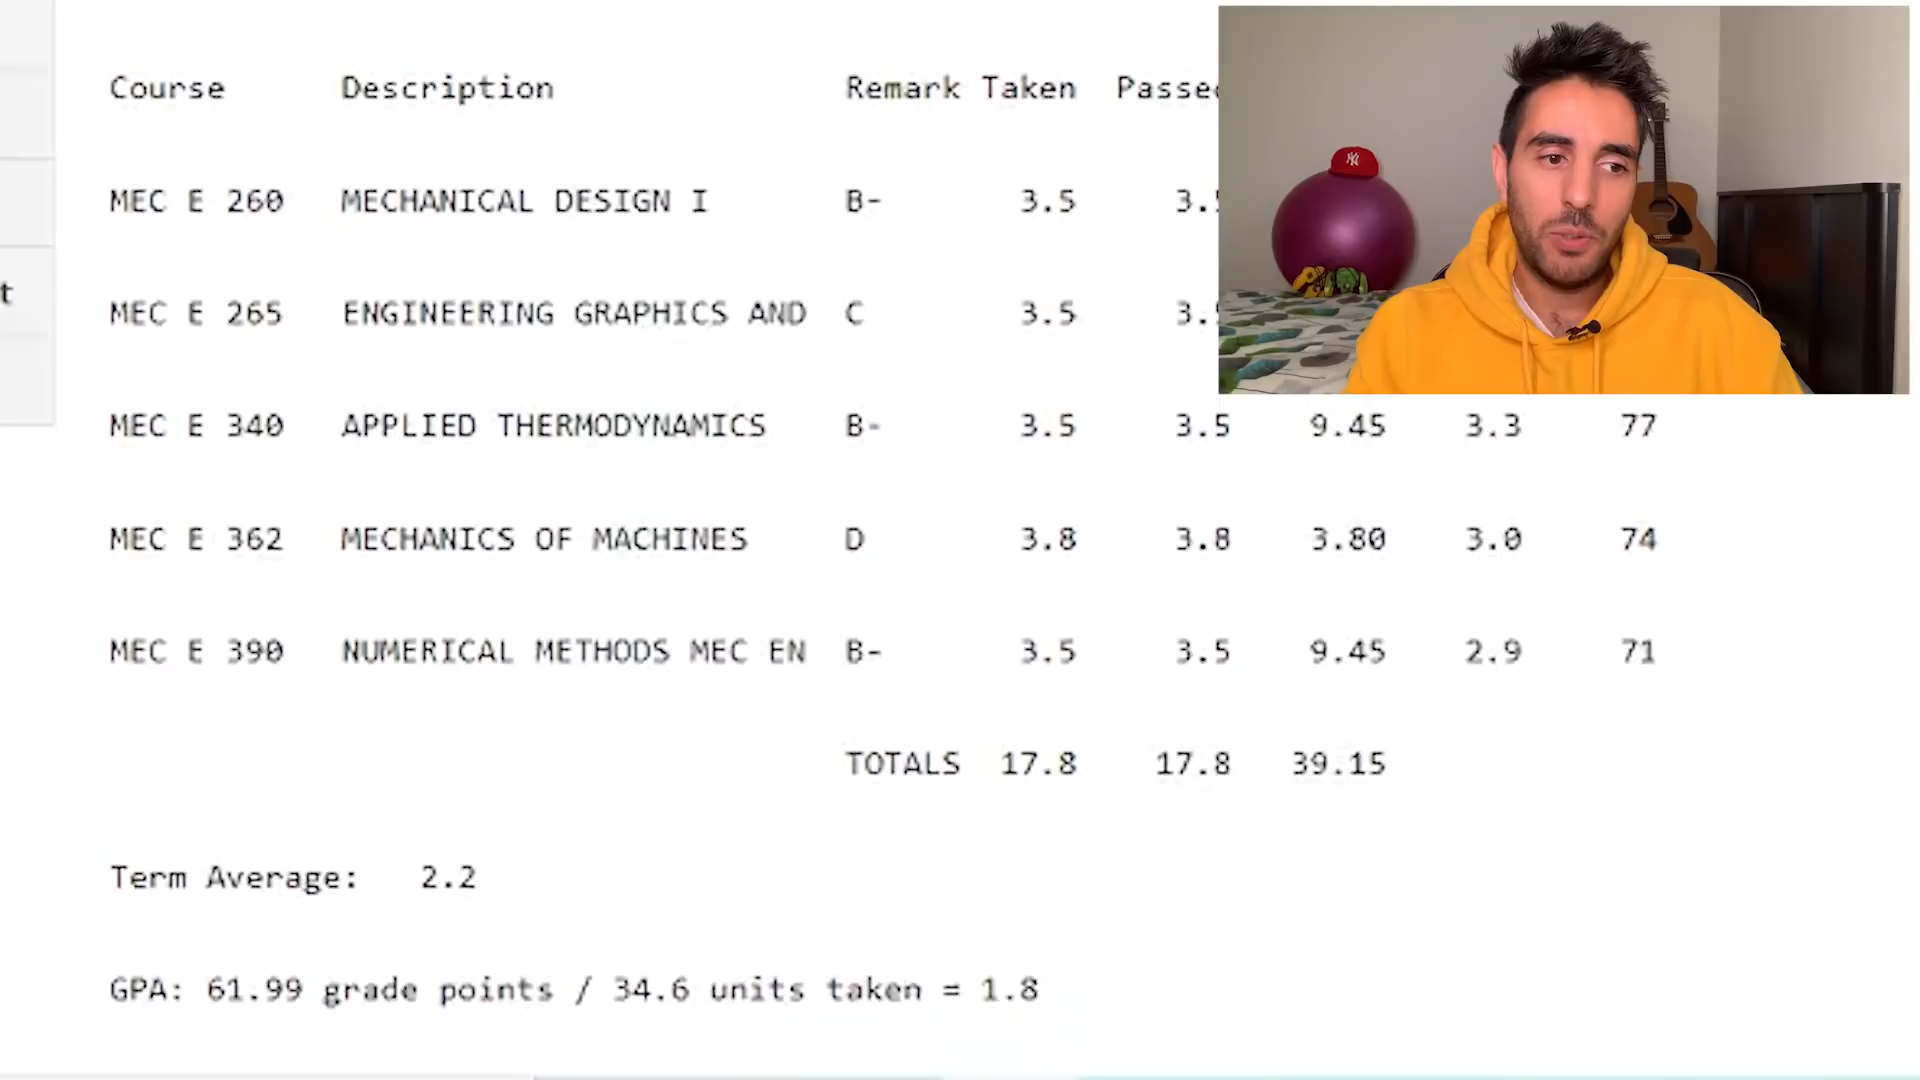 Course Description Remark Taken Passed
MEC E 260 MECHANICAL DESIGN I B- 3.5
MEC E 265 ENGINEERING GRAPHICS AND C 3.5
MEC E 340 APPLIED THERMODYNAMICS B- 3.5 3.5 9.45 3.3 77
MEC E 362 MECHANICS OF MACHINES D 3.8 3.8 3.80 3.0 74
MEC E 390 NUMERICAL METHODS MEC EN B- 3.5 3.5 9.45 2.9 71
TOTALS 17.8 17.8 39.15
Term Average: 2.2
GPA: 61.99 grade points / 34.6 units taken = 1.8